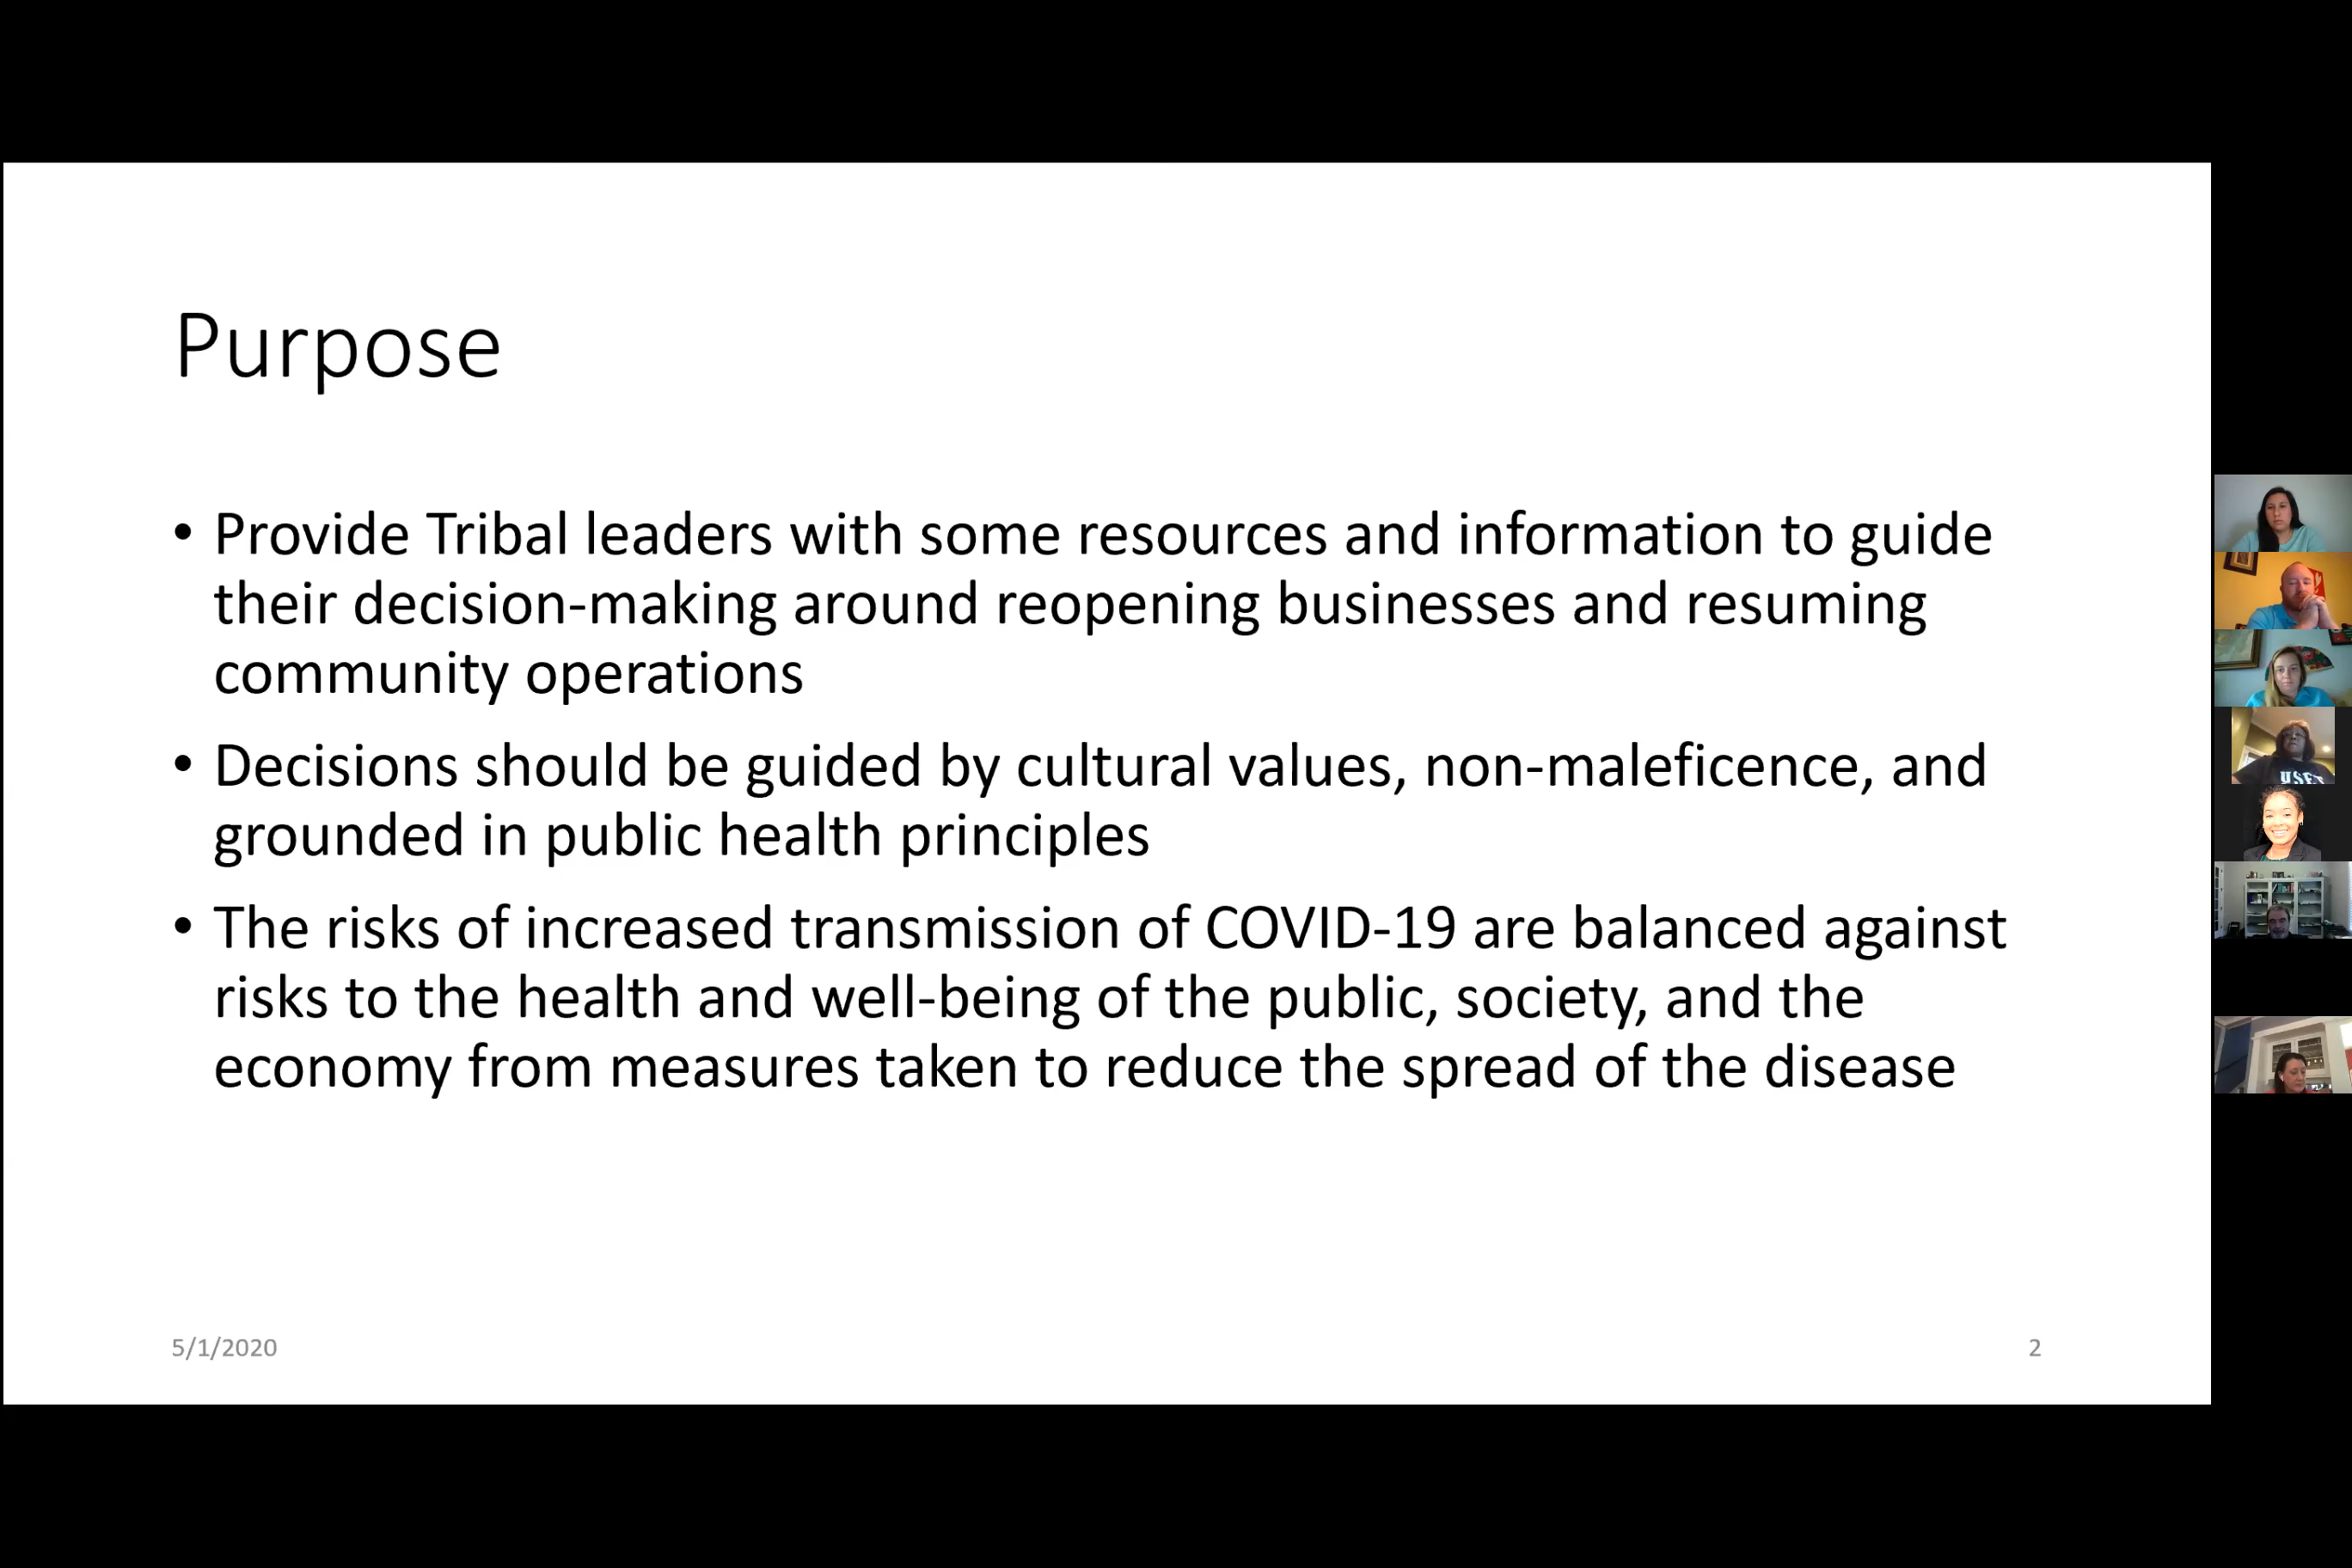 Purpose
• Provide Tribal leaders with some resources and information to guide
their decision-making around reopening businesses and resuming
community operations
• Decisions should be guided by cultural values, non-maleficence, and
grounded in public health principles
• The risks of increased transmission of COVID-19 are balanced against
risks to the health and well-being of the public, society, and the
economy from measures taken to reduce the spread of the disease
5/1/2020
2